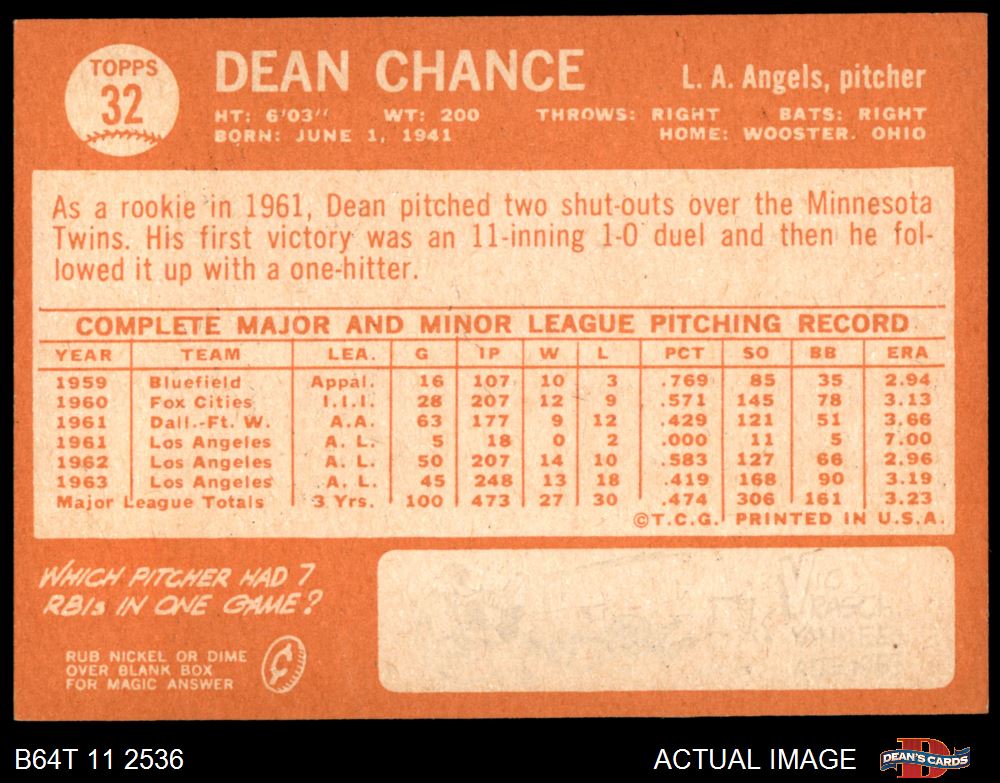 TOPPS
32
DEAN CHANCE
L. A. Angels, pitcher
HT: 6'03" WT: 200 THROWS: RIGHT BATS: RIGHT
BORN: JUNE 1, 1941 HOME: WOOSTER. OHIO
As a rookie in 1961, Dean pitched two shut-outs over the Minnesota
Twins. His first victory was an 11-inning 1-0 duel and then he fol-
lowed it up with a one-hitter.
COMPLETE MAJOR AND MINOR LEAGUE PITCHING RECORD
YEAR TEAM LEA. G IP W L PCT SO BB ERA
1959 Bluefield Appal. 16 107 10 3 .769 85 35 2.94
1960 Fox Cities I.I.I. 28 207 12 9 .571 145 78 3.13
1961 Dall.-Ft. W. A.A. 63 177 9 12 .429 121 51 3.66
1961 Los Angeles A. L. 5 18 0 2 .000 11 5 7.00
1962 Los Angeles A. L. 50 207 14 10 .583 127 66 2.96
1963 Los Angeles A. L. 45 248 13 18 .419 168 90 3.19
Major League Totals 3 Yrs. 100 473 27 30 .474 306 161 3.23
©T.C.G. PRINTED IN U.S.A.
WHICH PITCHER HAD 7
RBIs IN ONE GAME?
RUB NICKEL OR DIME
OVER BLANK BOX
FOR MAGIC ANSWER
B64T 11 2536
ACTUAL IMAGE
DEAN'S CARDS